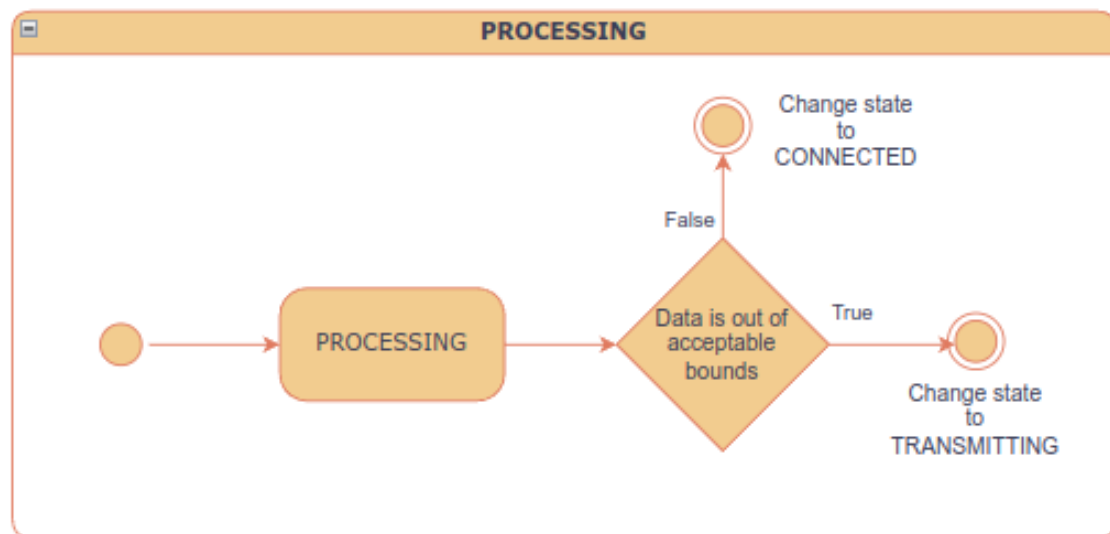 PROCESSING
Change state
to
CONNECTED
False
PROCESSING
Data is out of
acceptable
bounds
True
Change state
to
TRANSMITTING